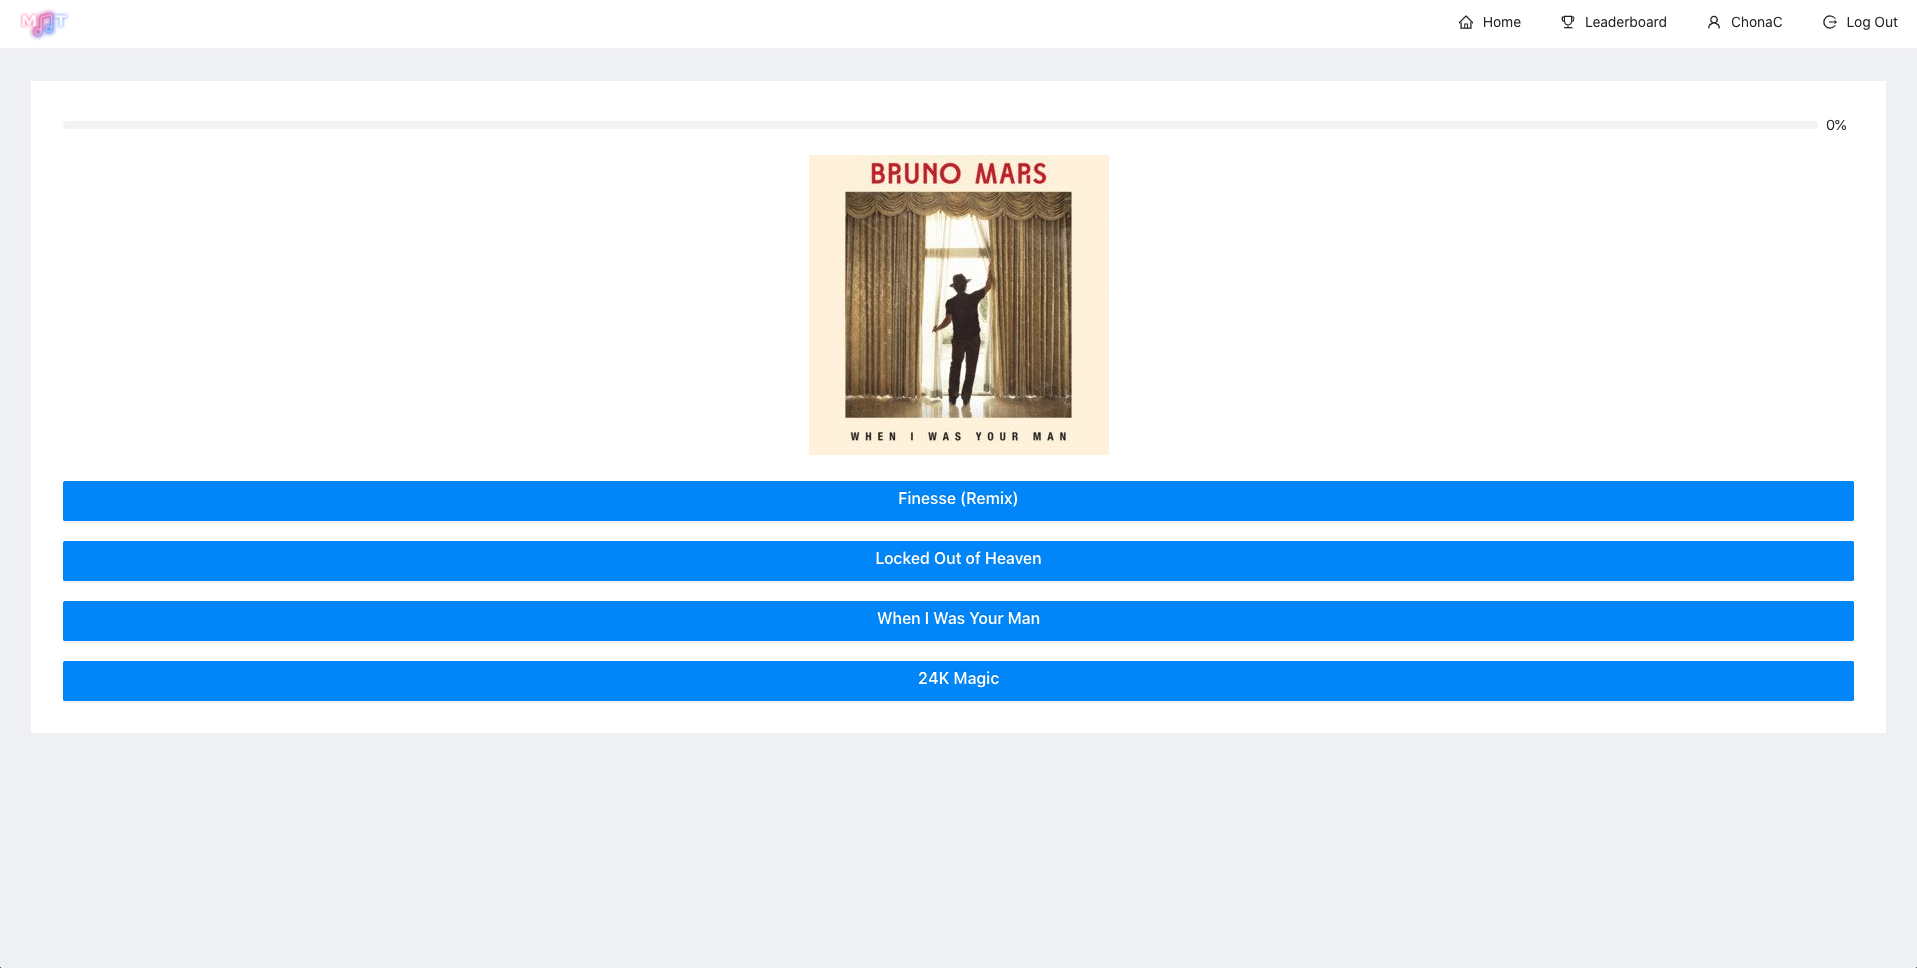 M T
Home
Leaderboard
ChonaC
Log Out
0%
BRUNO MARS
WHEN I WAS YOUR MAN
Finesse (Remix)
Locked Out of Heaven
When I Was Your Man
24K Magic